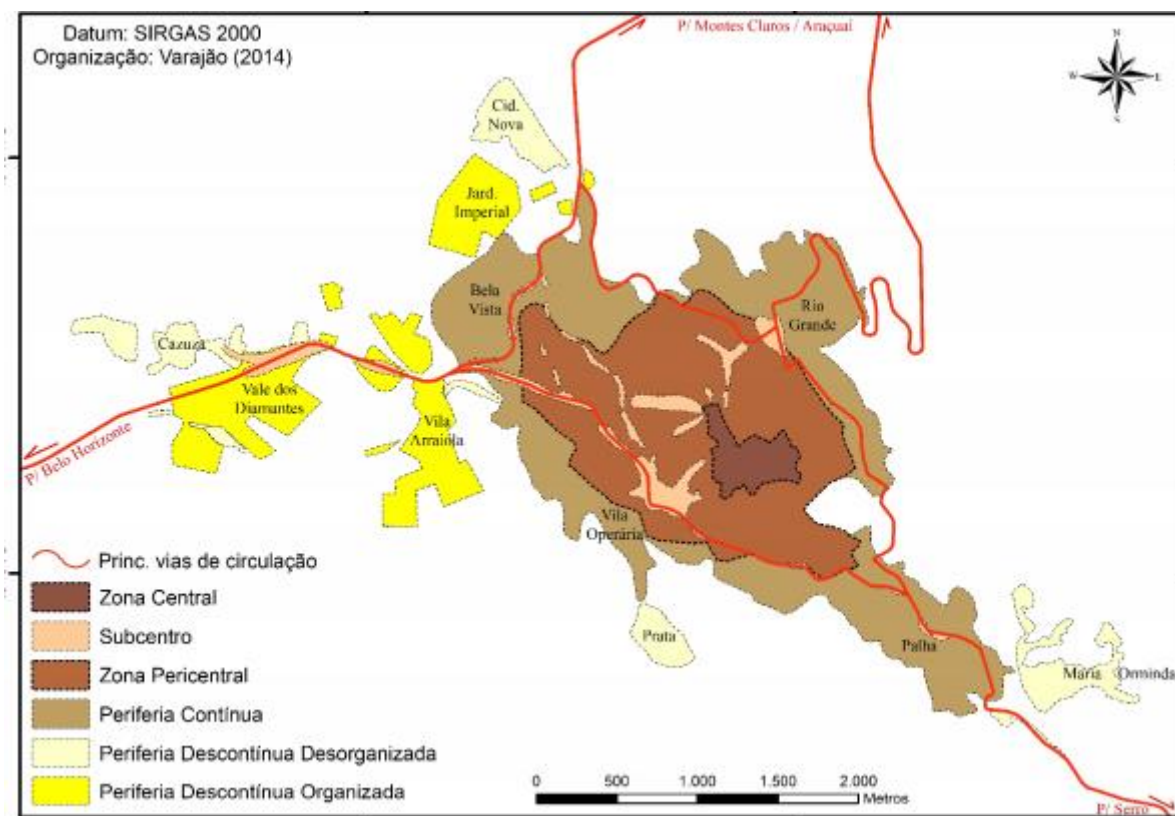 Datum: SIRGAS 2000
Organização: Varajão (2014)
P/ Montes Claros / Araçuaí
N
W
E
S
Cid.
Nova
Jard.
Imperial
Bela
Vista
Rio
Grande
Cazuza
Vale dos
Diamantes
Vila
Arraiola
P/ Belo Horizonte
Vila
Operária
Prata
Palha
Maria Orminda
P/ Serro
Princ. vias de circulação
Zona Central
Subcentro
Zona Pericentral
Periferia Contínua
Periferia Descontínua Desorganizada
Periferia Descontínua Organizada
0 500 1.000 1.500 2.000
Metros